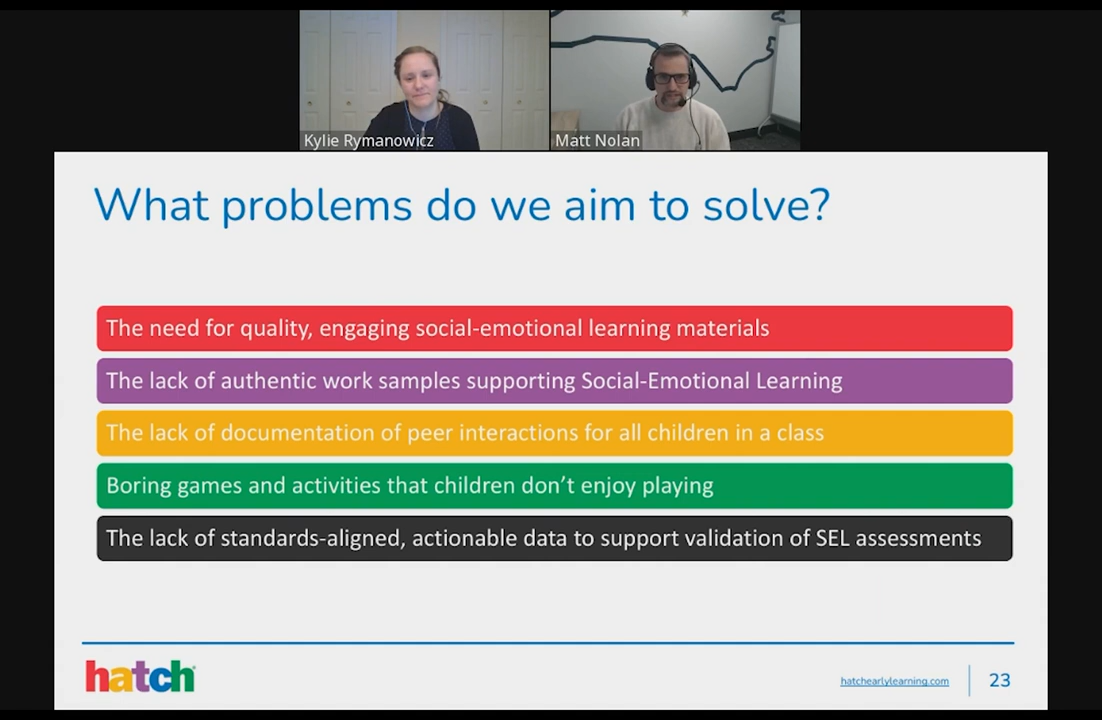 Kylie Rymanowicz
Matt Nolan
What problems do we aim to solve?
The need for quality, engaging social-emotional learning materials
The lack of authentic work samples supporting Social-Emotional Learning
The lack of documentation of peer interactions for all children in a class
Boring games and activities that children don’t enjoy playing
The lack of standards-aligned, actionable data to support validation of SEL assessments
hatch
hatchearlylearning.com
23